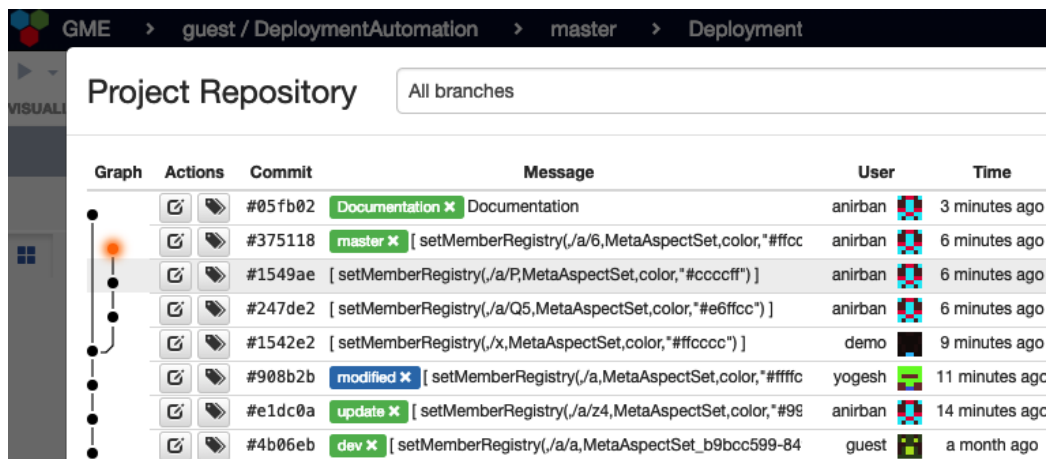 GME > guest / DeploymentAutomation > master > Deployment
VISUALI
Project Repository All branches
Graph Actions Commit Message User Time
#05fb02 Documentation × Documentation anirban 3 minutes ago
#375118 master × [ setMemberRegistry(,/a/6,MetaAspectSet,color,"#ffcc anirban 6 minutes ago
#1549ae [ setMemberRegistry(,/a/P,MetaAspectSet,color,"#ccccff") ] anirban 6 minutes ago
#247de2 [ setMemberRegistry(,/a/Q5,MetaAspectSet,color,"#e6ffcc") ] anirban 6 minutes ago
#1542e2 [ setMemberRegistry(,/x,MetaAspectSet,color,"#ffcccc") ] demo 9 minutes ago
#908b2b modified × [ setMemberRegistry(,/a,MetaAspectSet,color,"#fffc yogesh 11 minutes ago
#e1dc0a update × [ setMemberRegistry(,/a/z4,MetaAspectSet,color,"#99 anirban 14 minutes ago
#4b06eb dev × [ setMemberRegistry(,/a/a,MetaAspectSet_b9bcc599-84 guest a month ago